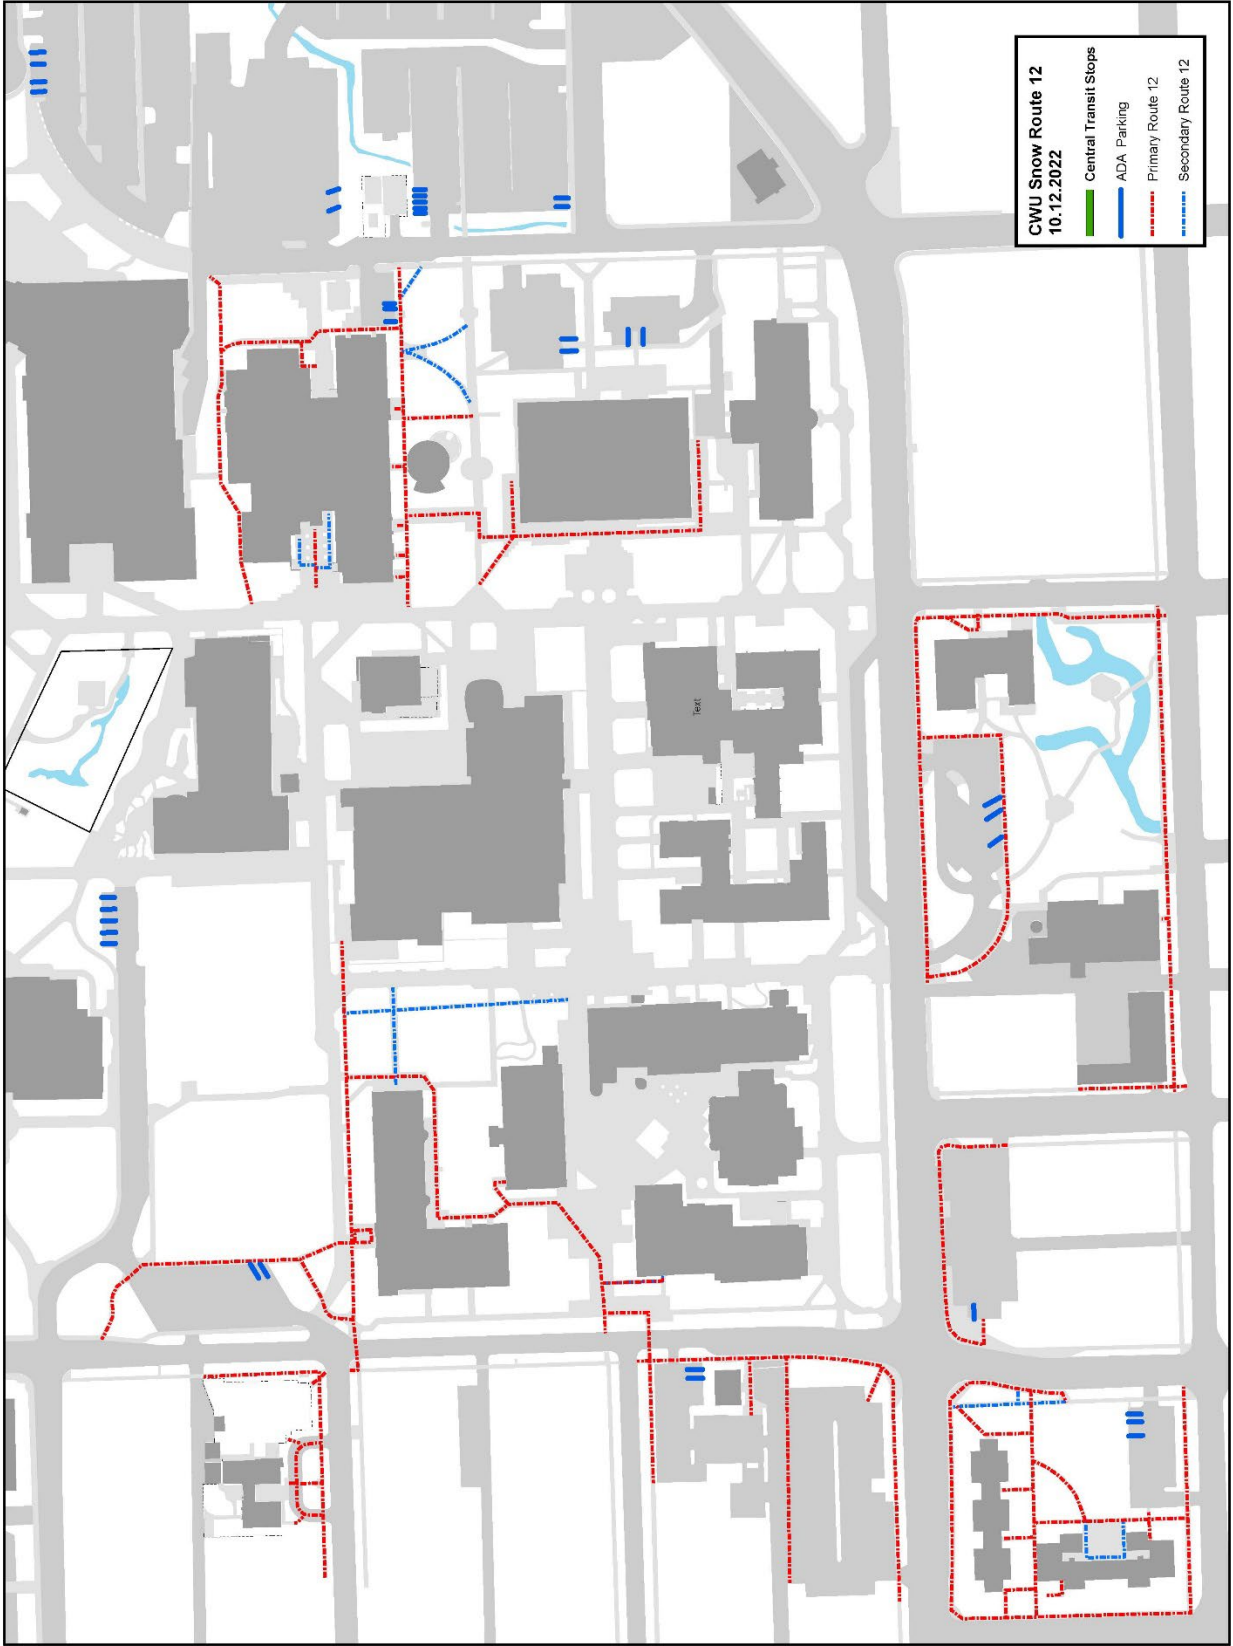 CWU Snow Route 12
10.12.2022
Central Transit Stops
ADA Parking
Primary Route 12
Secondary Route 12
Text